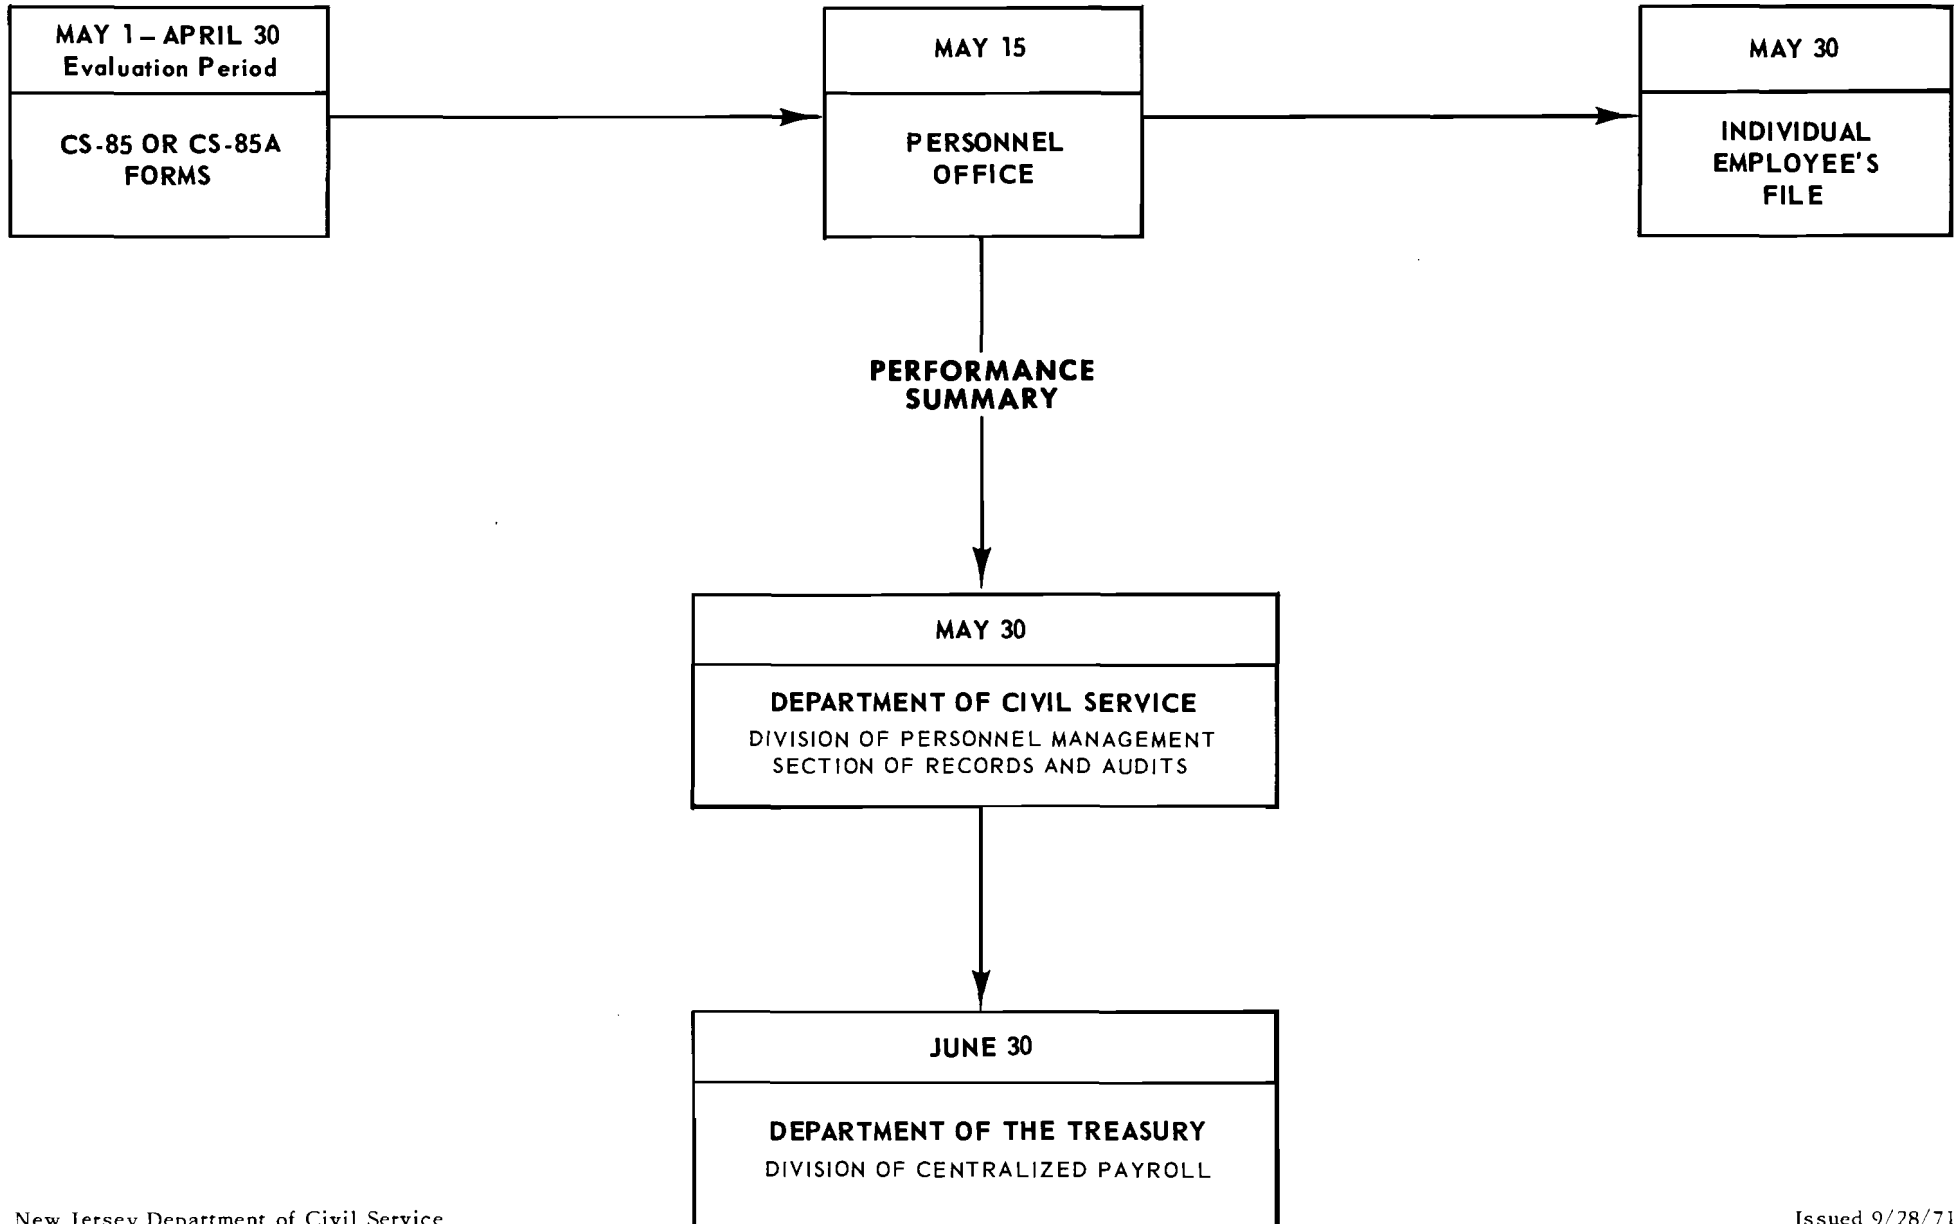 MAY 1 – APRIL 30
Evaluation Period
CS-85 OR CS-85A
FORMS
MAY 15
PERSONNEL
OFFICE
MAY 30
INDIVIDUAL
EMPLOYEE'S
FILE
PERFORMANCE
SUMMARY
MAY 30
DEPARTMENT OF CIVIL SERVICE
DIVISION OF PERSONNEL MANAGEMENT
SECTION OF RECORDS AND AUDITS
JUNE 30
DEPARTMENT OF THE TREASURY
DIVISION OF CENTRALIZED PAYROLL
New Jersey Department of Civil Service
Issued 9/28/71